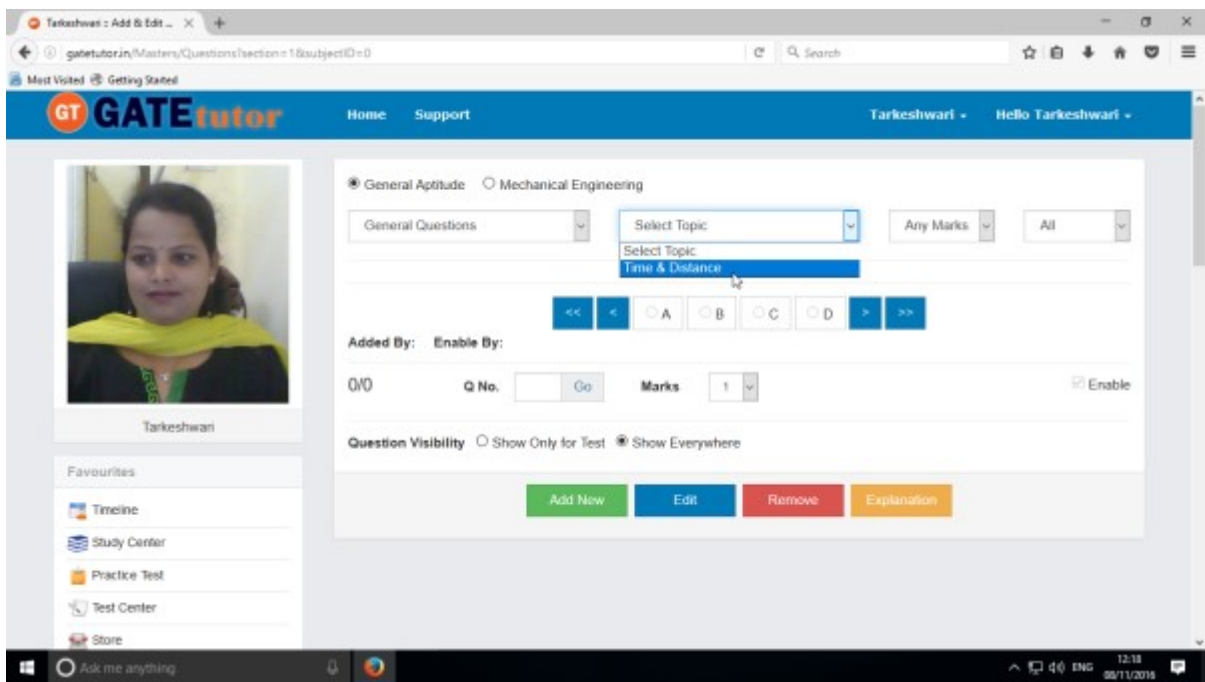 Tarkeshwari :: Add & Edit ...
gatetutor.in/Masters/Questions?section=1&subjectID=0
Search
Most Visited Getting Started
GT GATEtutor Home Support Tarkeshwari Hello Tarkeshwari
General Aptitude Mechanical Engineering
General Questions Select Topic Any Marks All
Select Topic
Time & Distance
<< < A B C D > >>
Added By: Enable By:
0/0 Q No. Go Marks 1 Enable
Tarkeshwari
Question Visibility Show Only for Test Show Everywhere
Favourites
Add New Edit Remove Explanation
Timeline
Study Center
Practice Test
Test Center
Store
Ask me anything ENG 12:18
08/11/2016